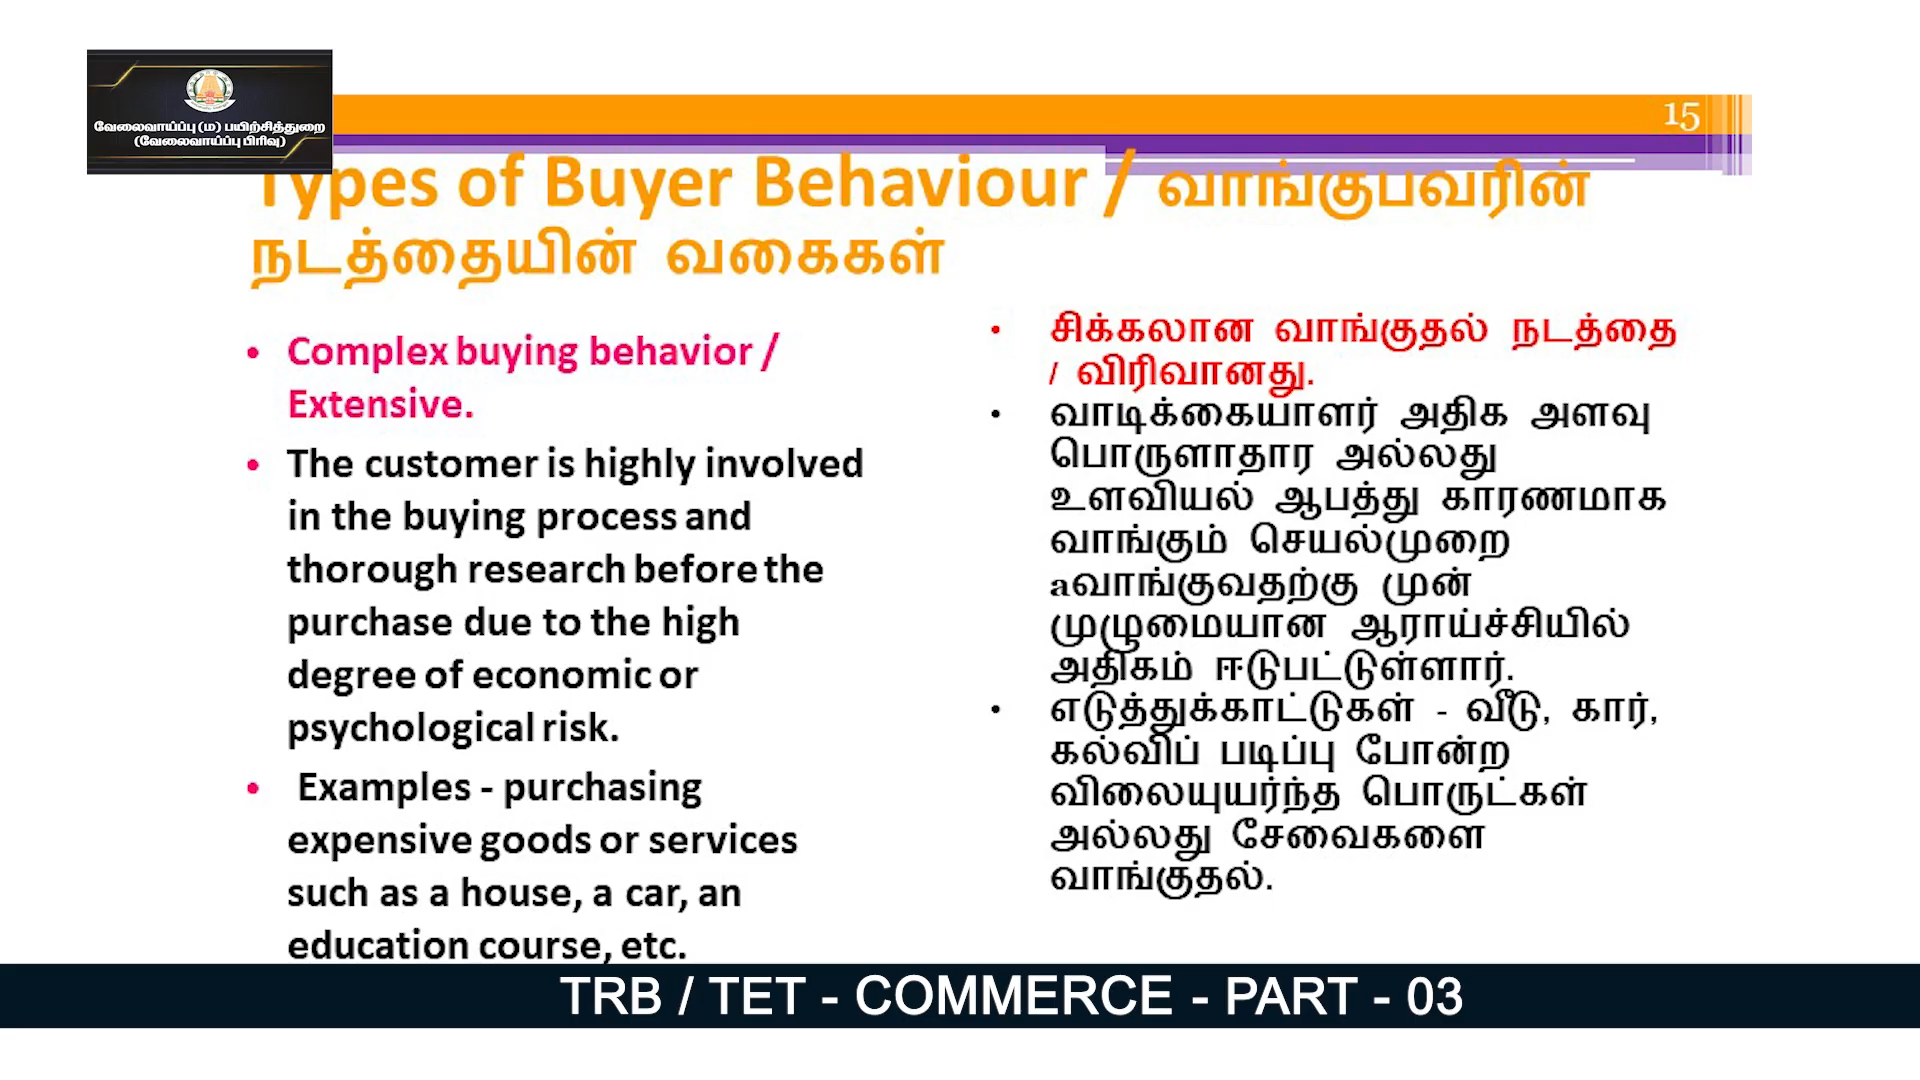 வேலைவாய்ப்பு (ம) பயிற்சித்துறை
(வேலைவாய்ப்பு பிரிவு)
15
Types of Buyer Behaviour / வாங்குபவரின்
நடத்தையின் வகைகள்
• Complex buying behavior /
Extensive.
• The customer is highly involved
in the buying process and
thorough research before the
purchase due to the high
degree of economic or
psychological risk.
• Examples - purchasing
expensive goods or services
such as a house, a car, an
education course, etc.
• சிக்கலான வாங்குதல் நடத்தை
/ விரிவானது.
• வாடிக்கையாளர் அதிக அளவு
பொருளாதார அல்லது
உளவியல் ஆபத்து காரணமாக
வாங்கும் செயல்முறை
aவாங்குவதற்கு முன்
முழுமையான ஆராய்ச்சியில்
அதிகம் ஈடுபட்டுள்ளார்.
• எடுத்துக்காட்டுகள் - வீடு, கார்,
கல்விப் படிப்பு போன்ற
விலையுயர்ந்த பொருட்கள்
அல்லது சேவைகளை
வாங்குதல்.
TRB / TET - COMMERCE - PART - 03